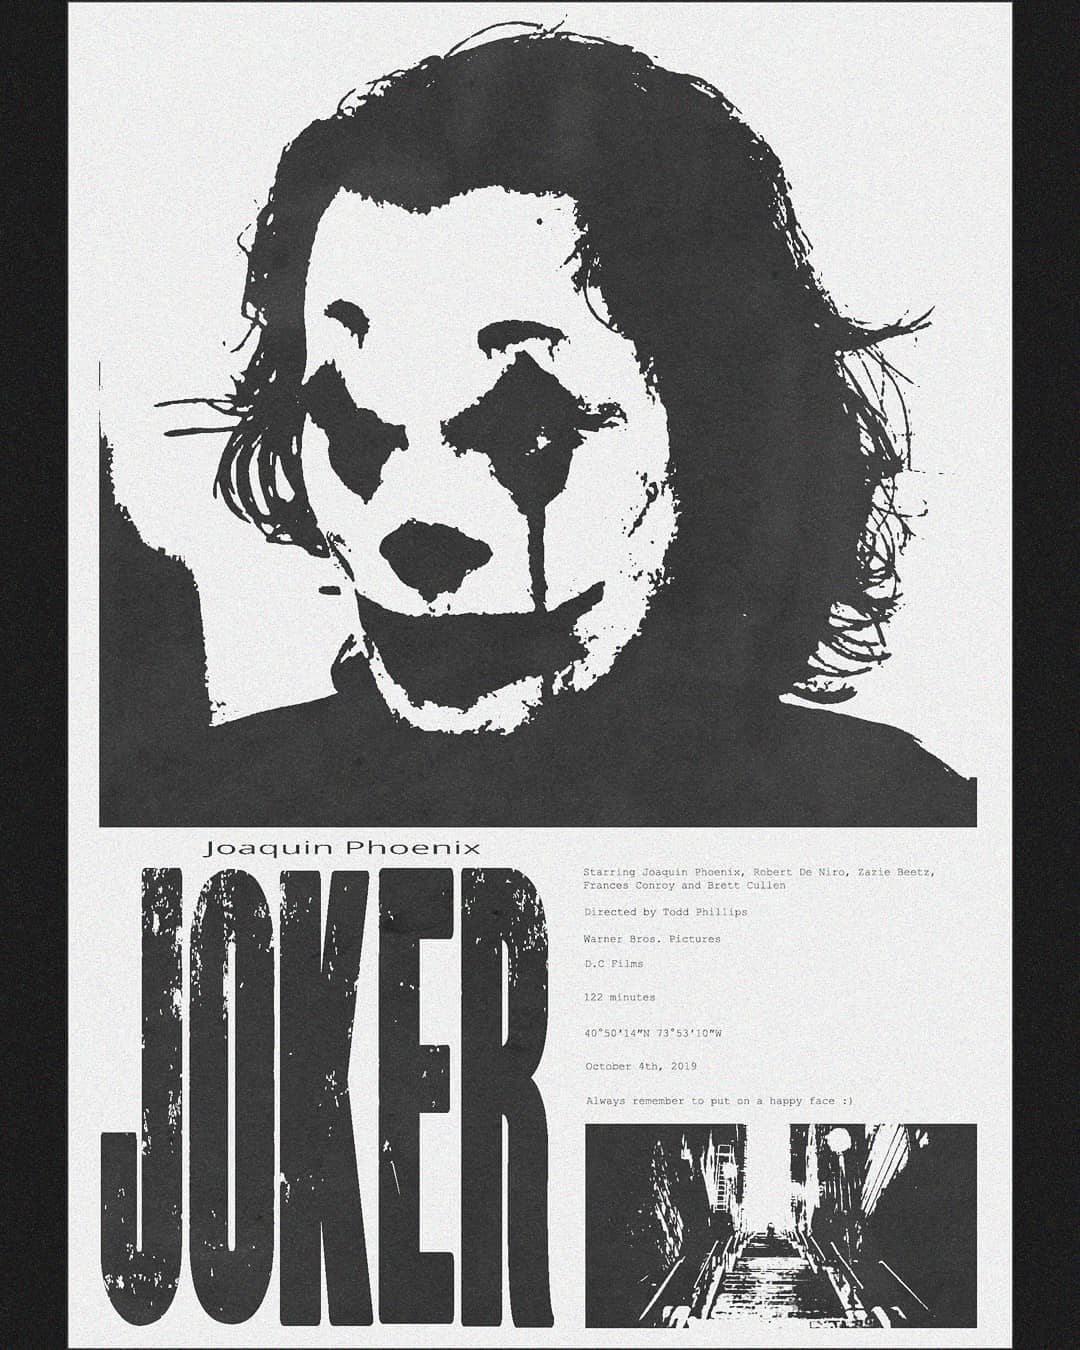 Joaquin Phoenix
JOKER
Starring Joaquin Phoenix, Robert De Niro, Zazie Beetz,
Frances Conroy and Brett Cullen
Directed by Todd Phillips
Warner Bros. Pictures
D.C Films
122 minutes
40°50'14"N 73°53'10"W
October 4th, 2019
Always remember to put on a happy face :)